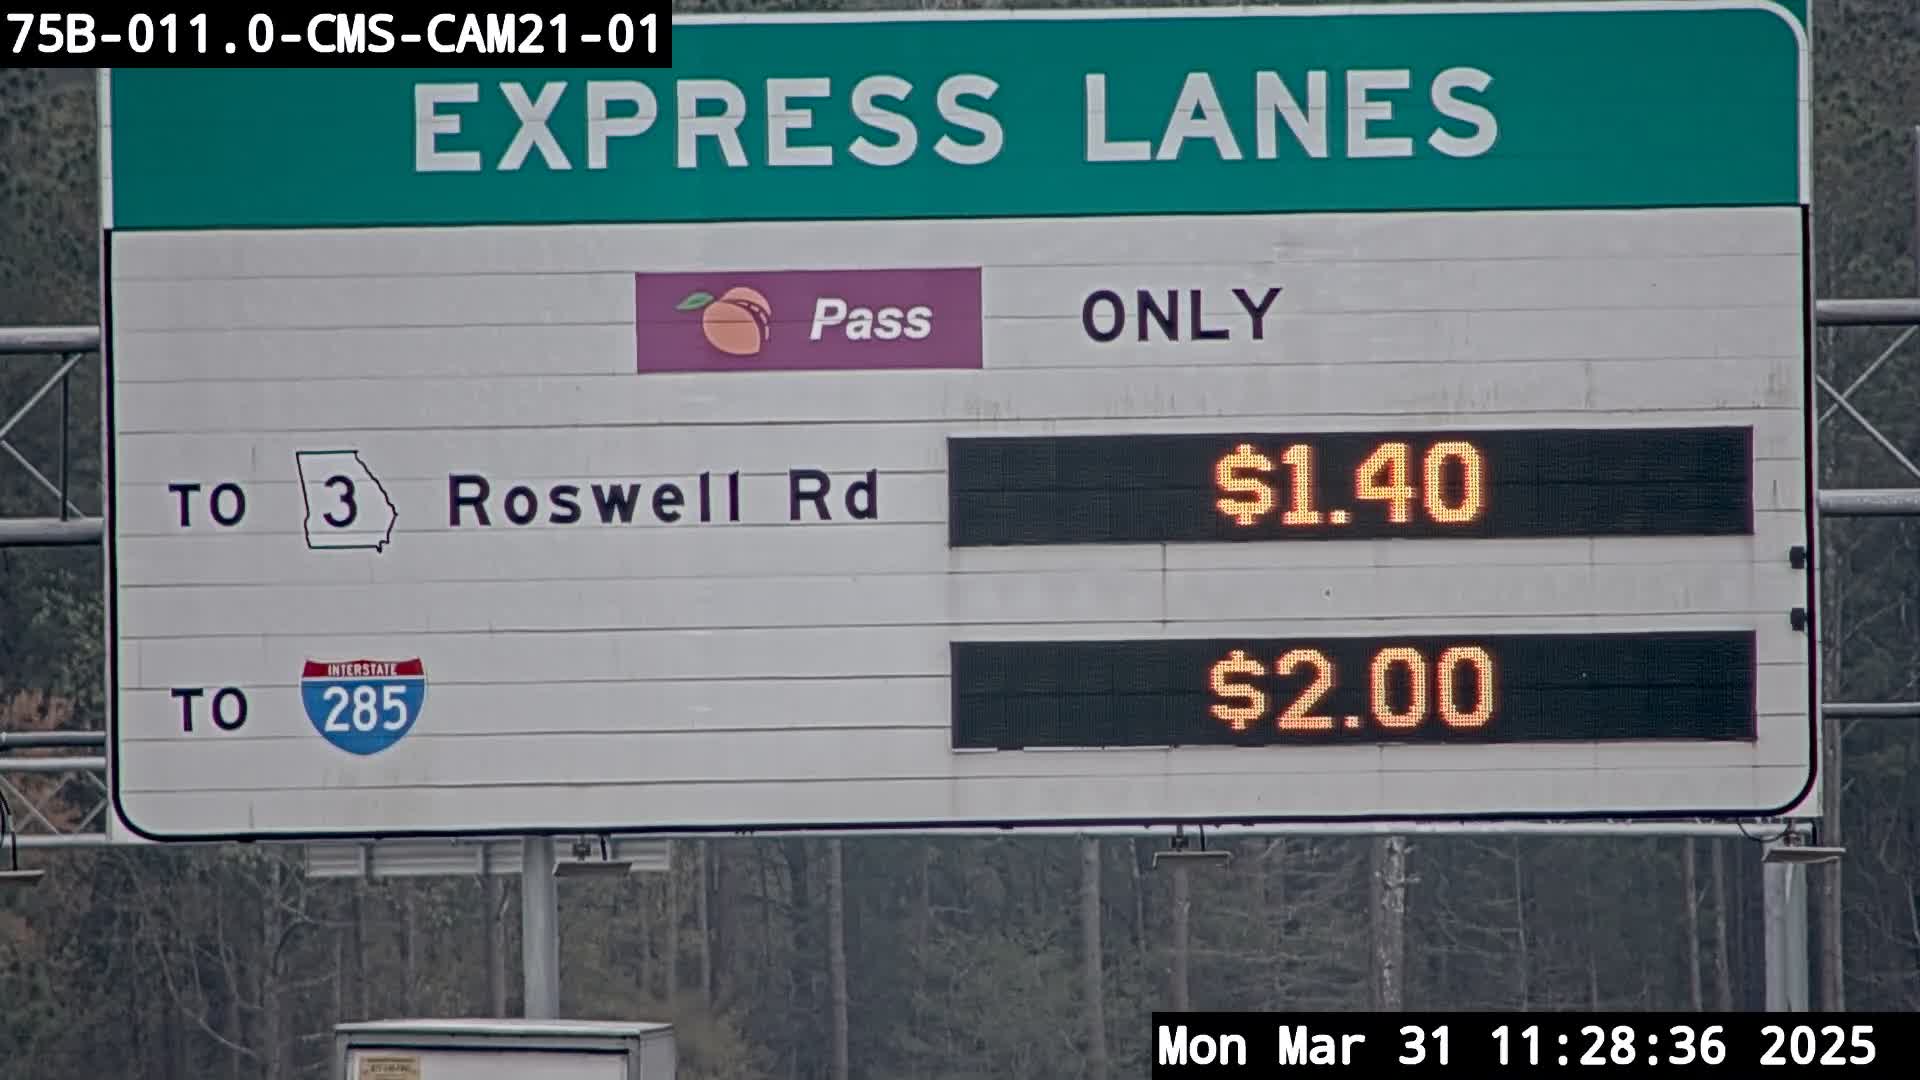 75B-011.0-CMS-CAM21-01
EXPRESS LANES
Pass ONLY
TO 3 Roswell Rd $1.40
TO INTERSTATE 285 $2.00
Mon Mar 31 11:28:36 2025